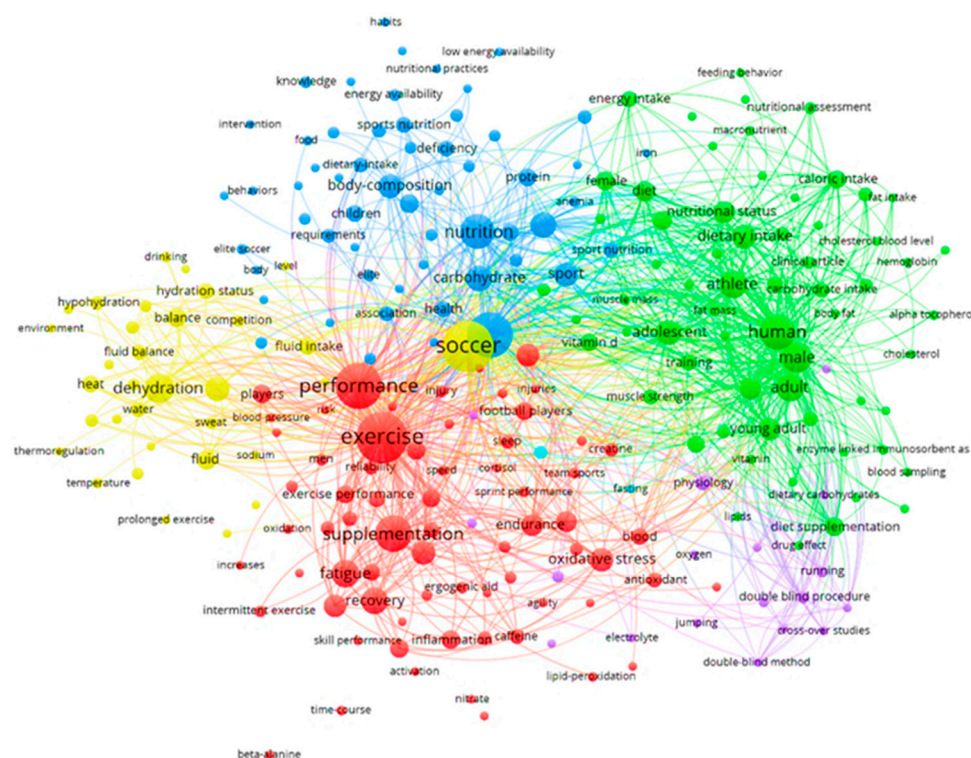 habits
low energy availability
nutritional practices
knowledge
energy availability
feeding behavior
energy intake
nutritional assessment
intervention
sports nutrition
food
deficiency
macronutrient
iron
dietary-intake
protein
body-composition
female
diet
caloric intake
behaviors
anemia
fat intake
children
nutritional status
requirements
nutrition
dietary intake
elite soccer
sport nutrition
cholesterol blood level
drinking
body
level
elite
carbohydrate
sport
clinical article
hemoglobin
athlete
hydration status
muscle mass
carbohydrate intake
hypohydration
fat mass
association
health
body fat
alpha tocophero
balance
competition
environment
adolescent
human
fluid balance
fluid intake
soccer
vitamin d
training
male
cholesterol
heat
dehydration
performance
injury
injuries
adult
players
muscle strength
water
blood pressure
risk
football players
sweat
exercise
sleep
young adult
thermoregulation
fluid
sodium
men
creatine
enzyme linked immunosorbent as
reliability
speed
cortisol
team sports
vitamin
temperature
blood sampling
physiology
exercise performance
sprint performance
fasting
dietary carbohydrates
prolonged exercise
oxidation
supplementation
endurance
blood
lipids
diet supplementation
drug effect
increases
fatigue
oxidative stress
oxygen
running
ergogenic aid
antioxidant
intermittent exercise
recovery
agility
double blind procedure
jumping
skill performance
inflammation
caffeine
electrolyte
cross-over studies
activation
lipid-peroxidation
double-blind method
nitrate
time-course
beta-alanine